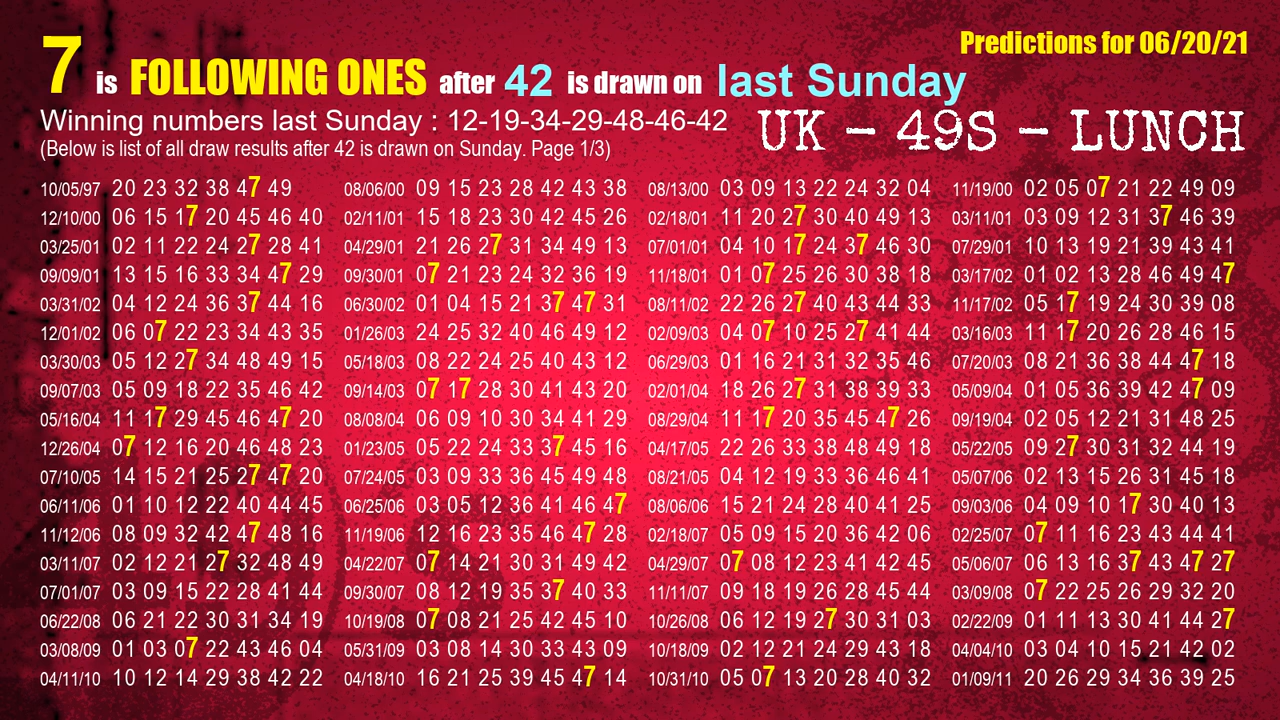 Predictions for 06/20/21
7 is FOLLOWING ONES after 42 is drawn on last Sunday
Winning numbers last Sunday : 12-19-34-29-48-46-42
UK - 49S - LUNCH
(Below is list of all draw results after 42 is drawn on Sunday. Page 1/3)
10/05/97 20 23 32 38 47 49 08/06/00 09 15 23 28 42 43 38 08/13/00 03 09 13 22 24 32 04 11/19/00 02 05 07 21 22 49 09
12/10/00 06 15 17 20 45 46 40 02/11/01 15 18 23 30 42 45 26 02/18/01 11 20 27 30 40 49 13 03/11/01 03 09 12 31 37 46 39
03/25/01 02 11 22 24 27 28 41 04/29/01 21 26 27 31 34 49 13 07/01/01 04 10 17 24 37 46 30 07/29/01 10 13 19 21 39 43 41
09/09/01 13 15 16 33 34 47 29 09/30/01 07 21 23 24 32 36 19 11/18/01 01 07 25 26 30 38 18 03/17/02 01 02 13 28 46 49 47
03/31/02 04 12 24 36 37 44 16 06/30/02 01 04 15 21 37 47 31 08/11/02 22 26 27 40 43 44 33 11/17/02 05 17 19 24 30 39 08
12/01/02 06 07 22 23 34 43 35 01/26/03 24 25 32 40 46 49 12 02/09/03 04 07 10 25 27 41 44 03/16/03 11 17 20 26 28 46 15
03/30/03 05 12 27 34 48 49 15 05/18/03 08 22 24 25 40 43 12 06/29/03 01 16 21 31 32 35 46 07/20/03 08 21 36 38 44 47 18
09/07/03 05 09 18 22 35 46 42 09/14/03 07 17 28 30 41 43 20 02/01/04 18 26 27 31 38 39 33 05/09/04 01 05 36 39 42 47 09
05/16/04 11 17 29 45 46 47 20 08/08/04 06 09 10 30 34 41 29 08/29/04 11 17 20 35 45 47 26 09/19/04 02 05 12 21 31 48 25
12/26/04 07 12 16 20 46 48 23 01/23/05 05 22 24 33 37 45 16 04/17/05 22 26 33 38 48 49 18 05/22/05 09 27 30 31 32 44 19
07/10/05 14 15 21 25 27 47 20 07/24/05 03 09 33 36 45 49 48 08/21/05 04 12 19 33 36 46 41 05/07/06 02 13 15 26 31 45 18
06/11/06 01 10 12 22 40 44 45 06/25/06 03 05 12 36 41 46 47 08/06/06 15 21 24 28 40 41 25 09/03/06 04 09 10 17 30 40 13
11/12/06 08 09 32 42 47 48 16 11/19/06 12 16 23 35 46 47 28 02/18/07 05 09 15 20 36 42 06 02/25/07 07 11 16 23 43 44 41
03/11/07 02 12 21 27 32 48 49 04/22/07 07 14 21 30 31 49 42 04/29/07 07 08 12 23 41 42 45 05/06/07 06 13 16 37 43 47 27
07/01/07 03 09 15 22 28 41 44 09/30/07 08 12 19 35 37 40 33 11/11/07 09 18 19 26 28 45 44 03/09/08 07 22 25 26 29 32 20
06/22/08 06 21 22 30 31 34 19 10/19/08 07 08 21 25 42 45 10 10/26/08 06 12 19 27 30 31 03 02/22/09 01 13 30 41 44 27
03/08/09 01 03 07 22 43 46 04 05/31/09 03 08 14 30 33 43 09 10/18/09 02 12 21 24 29 43 18 04/04/10 03 04 10 15 21 42 02
04/11/10 10 12 14 29 38 42 22 04/18/10 16 21 25 39 45 47 14 10/31/10 05 07 13 20 28 40 32 01/09/11 20 26 29 34 36 39 25